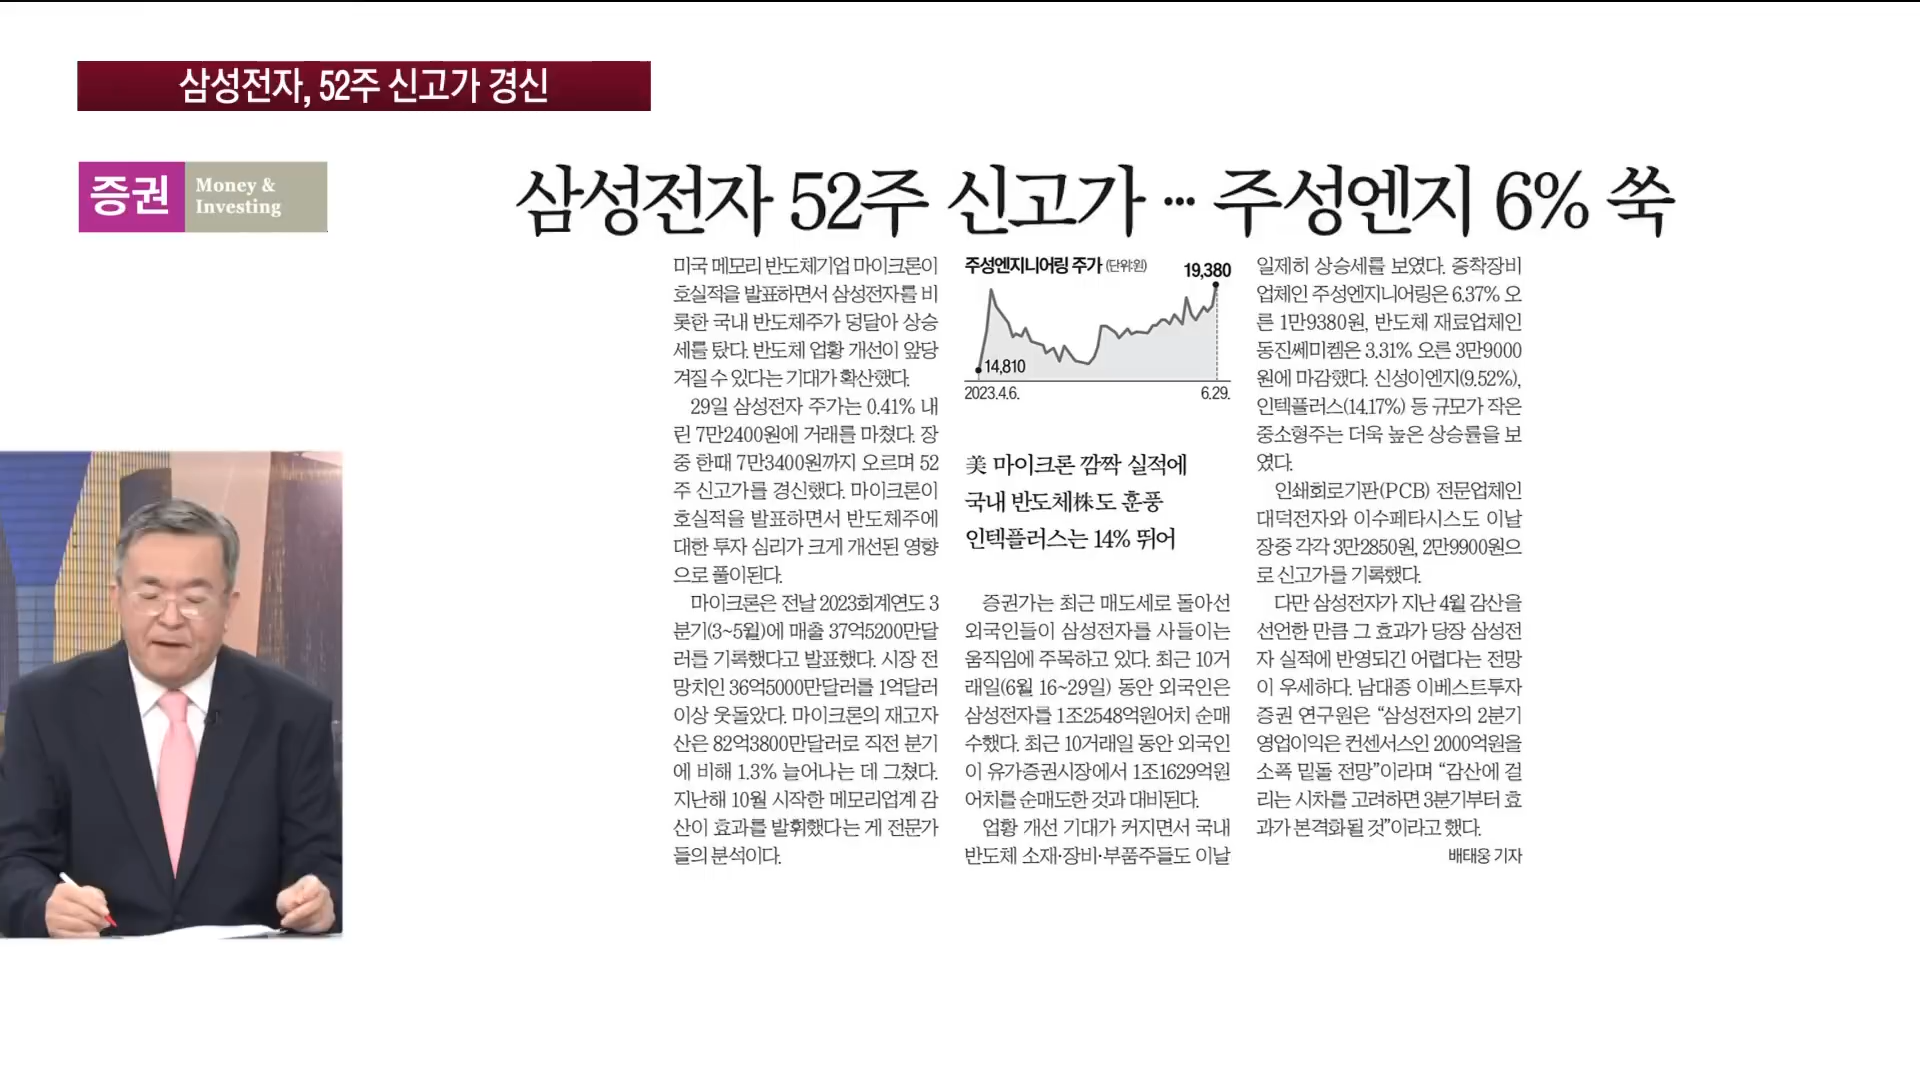 삼성전자, 52주 신고가 경신
증권
Money &
Investing
삼성전자 52주 신고가 … 주성엔지 6% 쑥
미국 메모리 반도체기업 마이크론이
호실적을 발표하면서 삼성전자를 비
롯한 국내 반도체주가 덩달아 상승
세를 탔다. 반도체 업황 개선이 앞당
겨질 수 있다는 기대가 확산했다.
29일 삼성전자 주가는 0.41% 내
린 7만2400원에 거래를 마쳤다. 장
중 한때 7만3400원까지 오르며 52
주 신고가를 경신했다. 마이크론이
호실적을 발표하면서 반도체주에
대한 투자 심리가 크게 개선된 영향
으로 풀이된다.
마이크론은 전날 2023회계연도 3
분기(3~5월)에 매출 37억5200만달
러를 기록했다고 발표했다. 시장 전
망치인 36억5000만달러를 1억달러
이상 웃돌았다. 마이크론의 재고자
산은 82억3800만달러로 직전 분기
에 비해 1.3% 늘어나는 데 그쳤다.
지난해 10월 시작한 메모리업계 감
산이 효과를 발휘했다는 게 전문가
들의 분석이다.
주성엔지니어링 주가 (단위:원)
19,380
14,810
2023.4.6. 6.29.
美 마이크론 깜짝 실적에
국내 반도체株도 훈풍
인텍플러스는 14% 뛰어
증권가는 최근 매도세로 돌아선
외국인들이 삼성전자를 사들이는
움직임에 주목하고 있다. 최근 10거
래일(6월 16~29일) 동안 외국인은
삼성전자를 1조2548억원어치 순매
수했다. 최근 10거래일 동안 외국인
이 유가증권시장에서 1조1629억원
어치를 순매도한 것과 대비된다.
업황 개선 기대가 커지면서 국내
반도체 소재·장비·부품주들도 이날
일제히 상승세를 보였다. 증착장비
업체인 주성엔지니어링은 6.37% 오
른 1만9380원, 반도체 재료업체인
동진쎄미켐은 3.31% 오른 3만9000
원에 마감했다. 신성이엔지(9.52%),
인텍플러스(14.17%) 등 규모가 작은
중소형주는 더욱 높은 상승률을 보
였다.
인쇄회로기판(PCB) 전문업체인
대덕전자와 이수페타시스도 이날
장중 각각 3만2850원, 2만9900원으
로 신고가를 기록했다.
다만 삼성전자가 지난 4월 감산을
선언한 만큼 그 효과가 당장 삼성전
자 실적에 반영되긴 어렵다는 전망
이 우세하다. 남대종 이베스트투자
증권 연구원은 “삼성전자의 2분기
영업이익은 컨센서스인 2000억원을
소폭 밑돌 전망”이라며 “감산에 걸
리는 시차를 고려하면 3분기부터 효
과가 본격화될 것”이라고 했다.
배태웅 기자